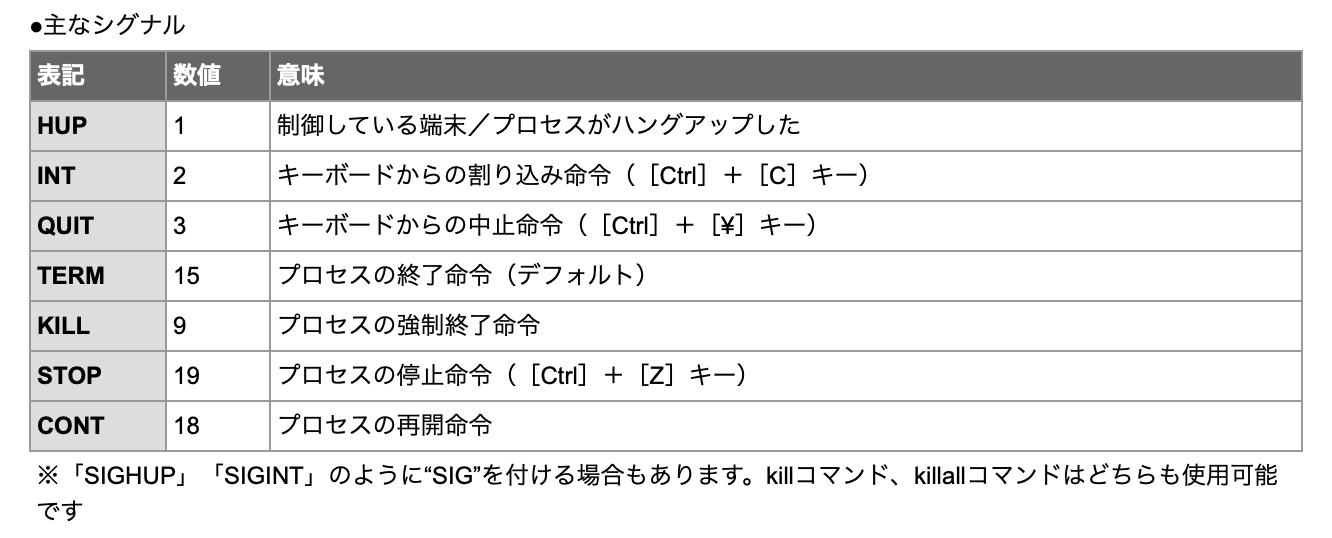 ●主なシグナル
表記 数値 意味
HUP 1 制御している端末／プロセスがハングアップした
INT 2 キーボードからの割り込み命令（［Ctrl］＋［C］キー）
QUIT 3 キーボードからの中止命令（［Ctrl］＋［¥］キー）
TERM 15 プロセスの終了命令（デフォルト）
KILL 9 プロセスの強制終了命令
STOP 19 プロセスの停止命令（［Ctrl］＋［Z］キー）
CONT 18 プロセスの再開命令
※「SIGHUP」「SIGINT」のように“SIG”を付ける場合もあります。killコマンド、killallコマンドはどちらも使用可能
です